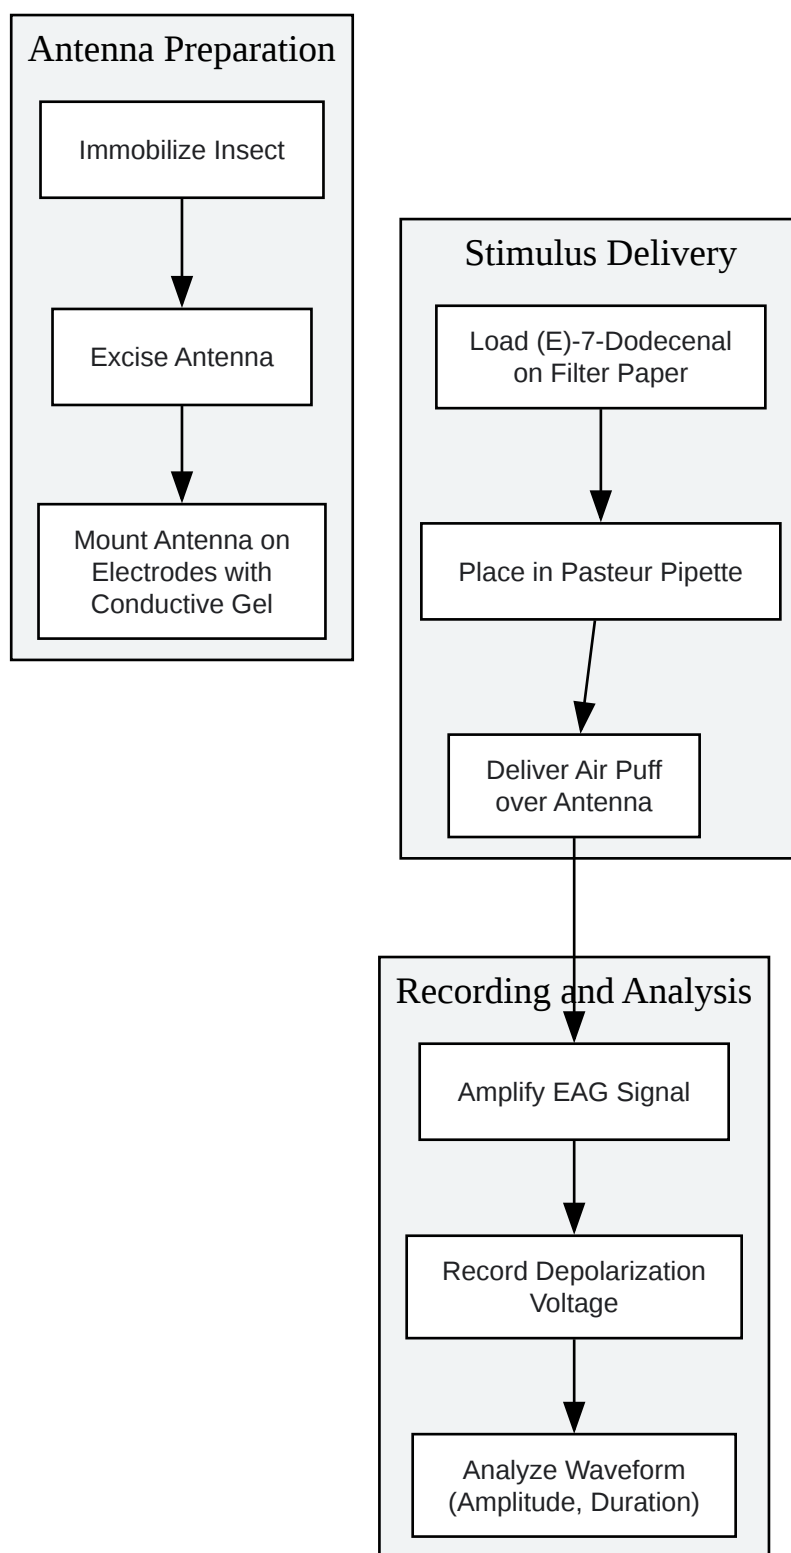 Antenna Preparation
Immobilize Insect
Excise Antenna
Mount Antenna on
Electrodes with
Conductive Gel
Stimulus Delivery
Load (E)-7-Dodecenal
on Filter Paper
Place in Pasteur Pipette
Deliver Air Puff
over Antenna
Recording and Analysis
Amplify EAG Signal
Record Depolarization
Voltage
Analyze Waveform
(Amplitude, Duration)